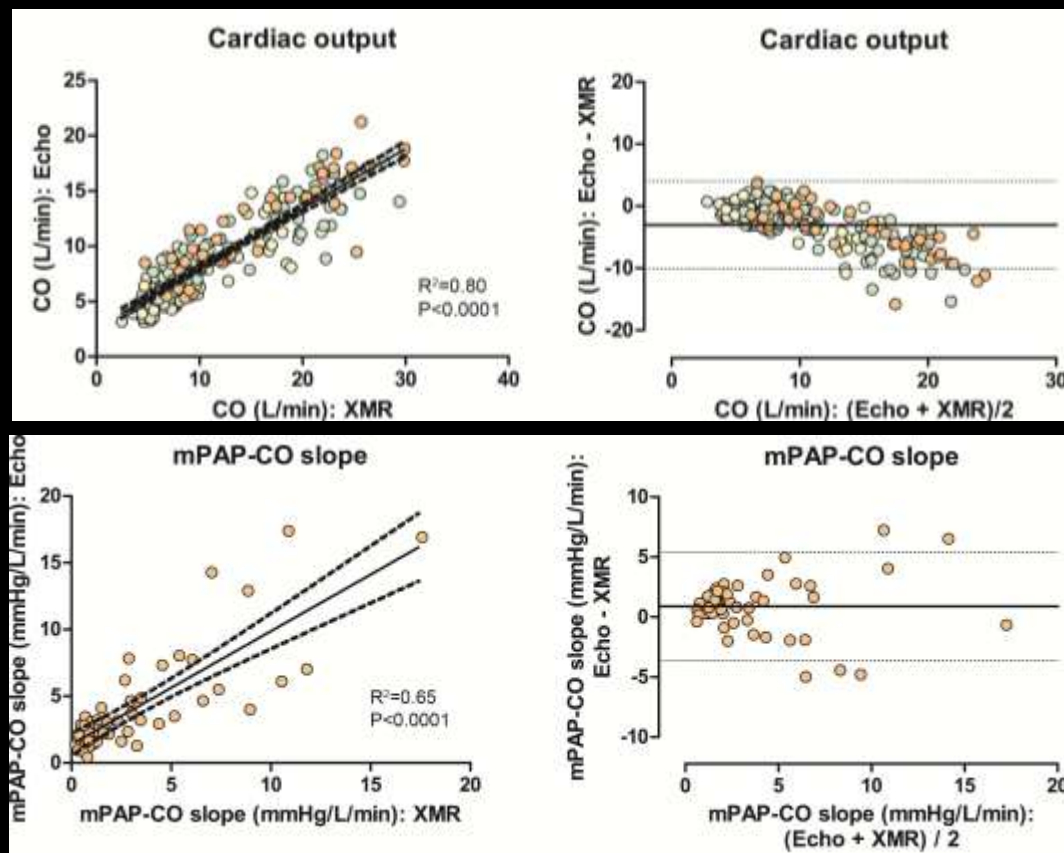 Cardiac output
CO (L/min): Echo
25
20
15
10
5
0
R²=0.80
P<0.0001
0 10 20 30 40
CO (L/min): XMR
Cardiac output
CO (L/min): Echo - XMR
20
10
0
-10
-20
0 10 20 30
CO (L/min): (Echo + XMR)/2
mPAP-CO slope
mPAP-CO slope (mmHg/L/min): Echo
20
15
10
5
0
R²=0.65
P<0.0001
0 5 10 15 20
mPAP-CO slope (mmHg/L/min): XMR
mPAP-CO slope
mPAP-CO slope (mmHg/L/min):
Echo - XMR
10
5
0
-5
-10
0 5 10 15 20
mPAP-CO slope (mmHg/L/min):
(Echo + XMR) / 2